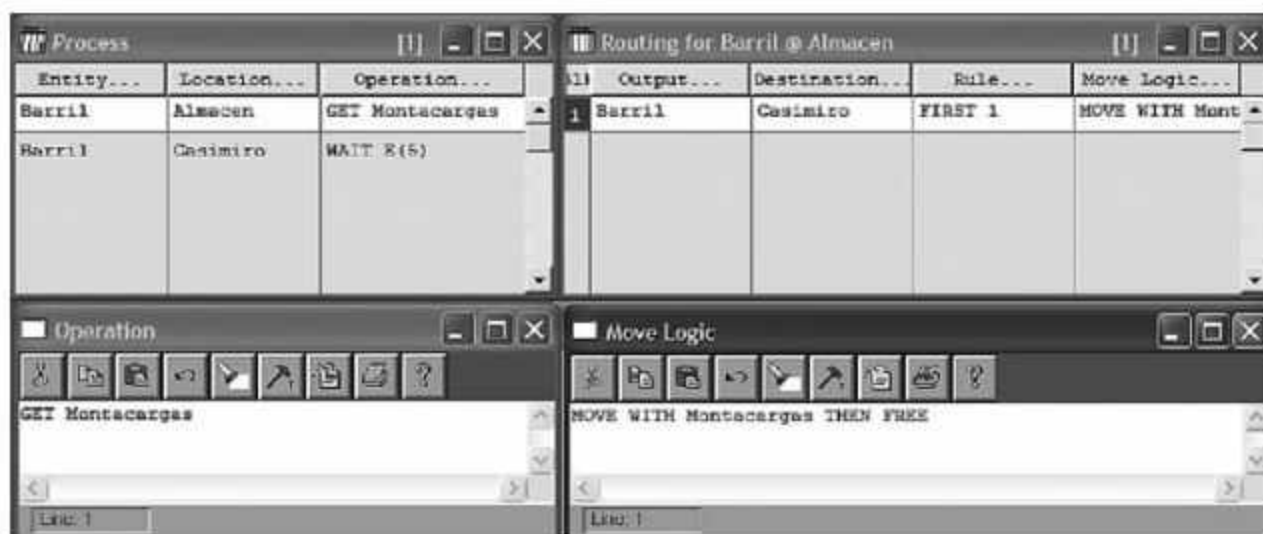 Process [1]
Entity... Location... Operation...
Barril Almacen GET Montacargas
Barril Casimiro WAIT E(5)
Routing for Barril @ Almacen [1]
Output... Destination... Rule... Move Logic...
1 Barril Casimiro FIRST 1 MOVE WITH Mont
Operation
GET Montacargas
Line: 1
Move Logic
MOVE WITH Montacargas THEN FREE
Line: 1